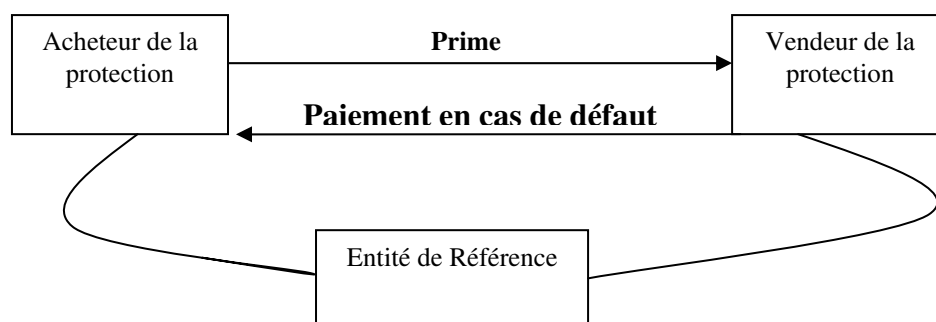 Acheteur de la
protection
Prime
Vendeur de la
protection
Paiement en cas de défaut
Entité de Référence